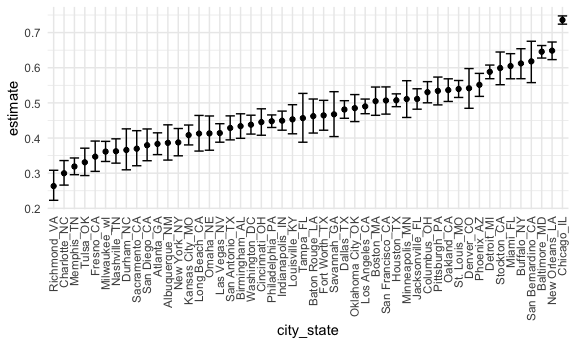 estimate
0.7
0.6
0.5
0.4
0.3
0.2
Richmond_VA
Charlotte_NC
Memphis_TN
Tulsa_OK
Fresno_CA
Milwaukee_wI
Nashville_TN
Durham_NC
Sacramento_CA
San Diego_CA
Atlanta_GA
Albuquerque_NM
New York_NY
Kansas City_MO
Long Beach_CA
Omaha_NE
Las Vegas_NV
San Antonio_TX
Birmingham_AL
Washington_DC
Cincinnati_OH
Philadelphia_PA
Indianapolis_IN
Louisville_KY
Tampa_FL
Baton Rouge_LA
Fort Worth_TX
Savannah_GA
Dallas_TX
Oklahoma City_OK
Los Angeles_CA
Boston_MA
San Francisco_CA
Houston_TX
Minneapolis_MN
Jacksonville_FL
Columbus_OH
Pittsburgh_PA
Oakland_CA
St. Louis_MO
Denver_CO
Phoenix_AZ
Detroit_MI
Stockton_CA
Miami_FL
Buffalo_NY
San Bernardino_CA
Baltimore_MD
New Orleans_LA
Chicago_IL
city_state